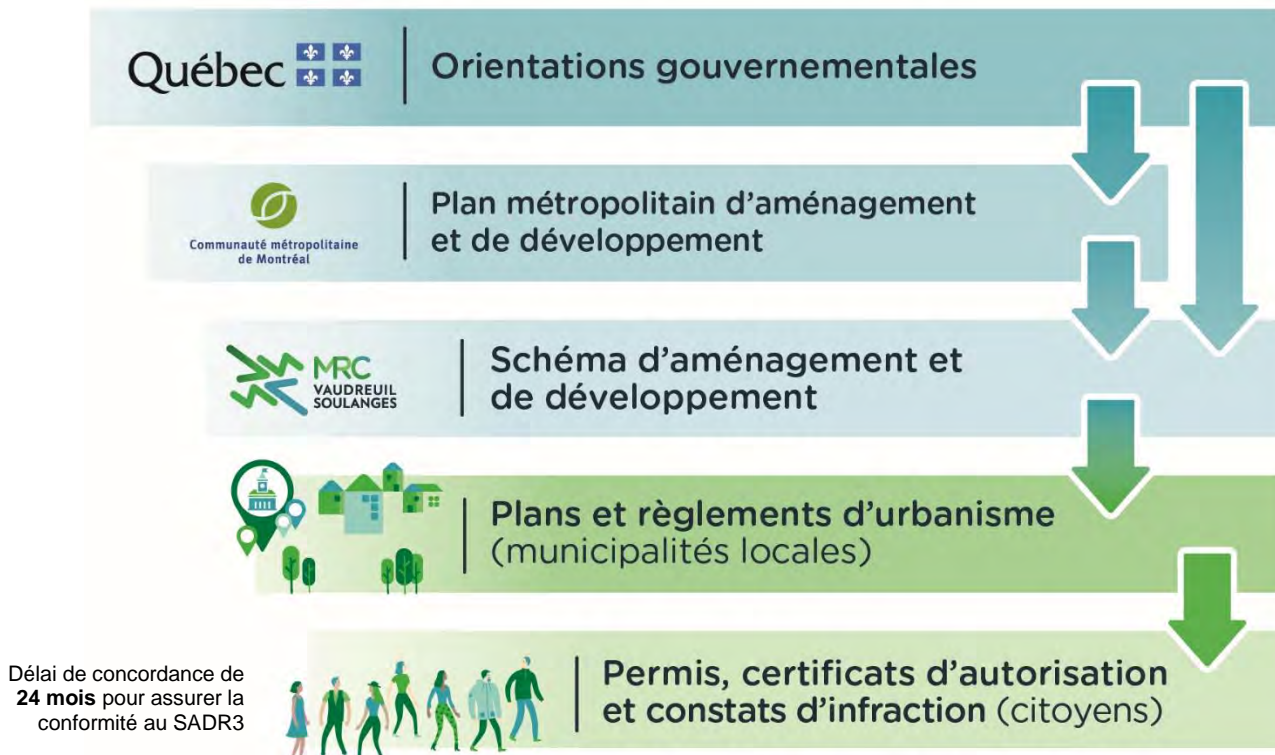 Québec
Orientations gouvernementales
Communauté métropolitaine
de Montréal
Plan métropolitain d'aménagement
et de développement
MRC
VAUDREUIL
SOULANGES
Schéma d'aménagement et
de développement
Plans et règlements d'urbanisme
(municipalités locales)
Délai de concordance de
24 mois pour assurer la
conformité au SADR3
Permis, certificats d'autorisation
et constats d'infraction (citoyens)